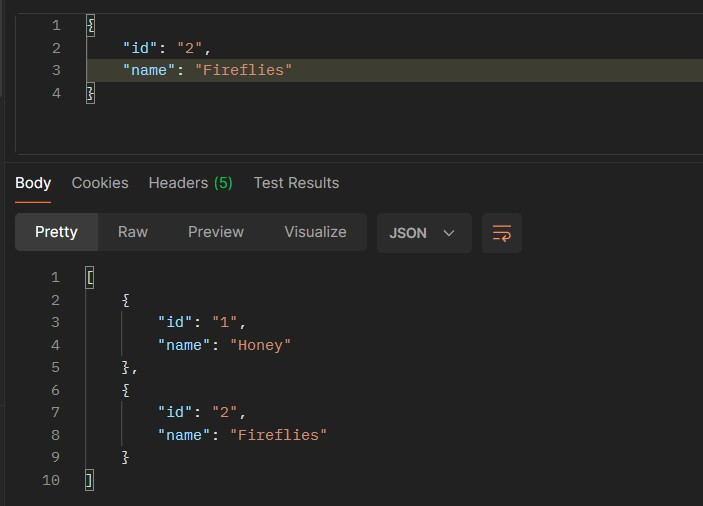 1 {
2 "id": "2",
3 "name": "Fireflies"
4 }
Body Cookies Headers (5) Test Results
Pretty Raw Preview Visualize JSON
1 [
2 {
3 "id": "1",
4 "name": "Honey"
5 },
6 {
7 "id": "2",
8 "name": "Fireflies"
9 }
10 ]